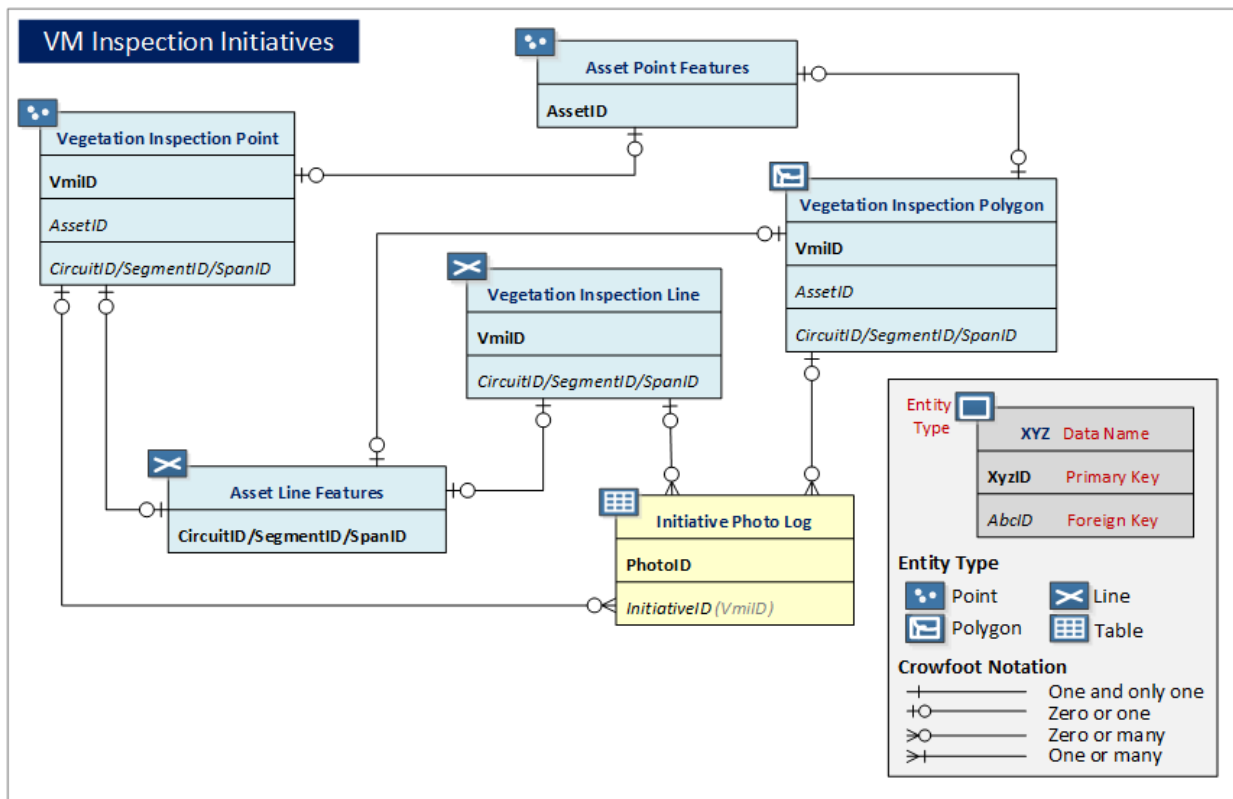 VM Inspection Initiatives
Asset Point Features
AssetID
Vegetation Inspection Point
VmiID
AssetID
CircuitID/SegmentID/SpanID
Vegetation Inspection Polygon
VmiID
AssetID
CircuitID/SegmentID/SpanID
Vegetation Inspection Line
VmiID
CircuitID/SegmentID/SpanID
Asset Line Features
CircuitID/SegmentID/SpanID
Initiative Photo Log
PhotoID
InitiativeID (VmiID)
Entity Type
XYZ Data Name
XyzID Primary Key
AbcID Foreign Key
Entity Type
Point Line
Polygon Table
Crowfoot Notation
One and only one
Zero or one
Zero or many
One or many